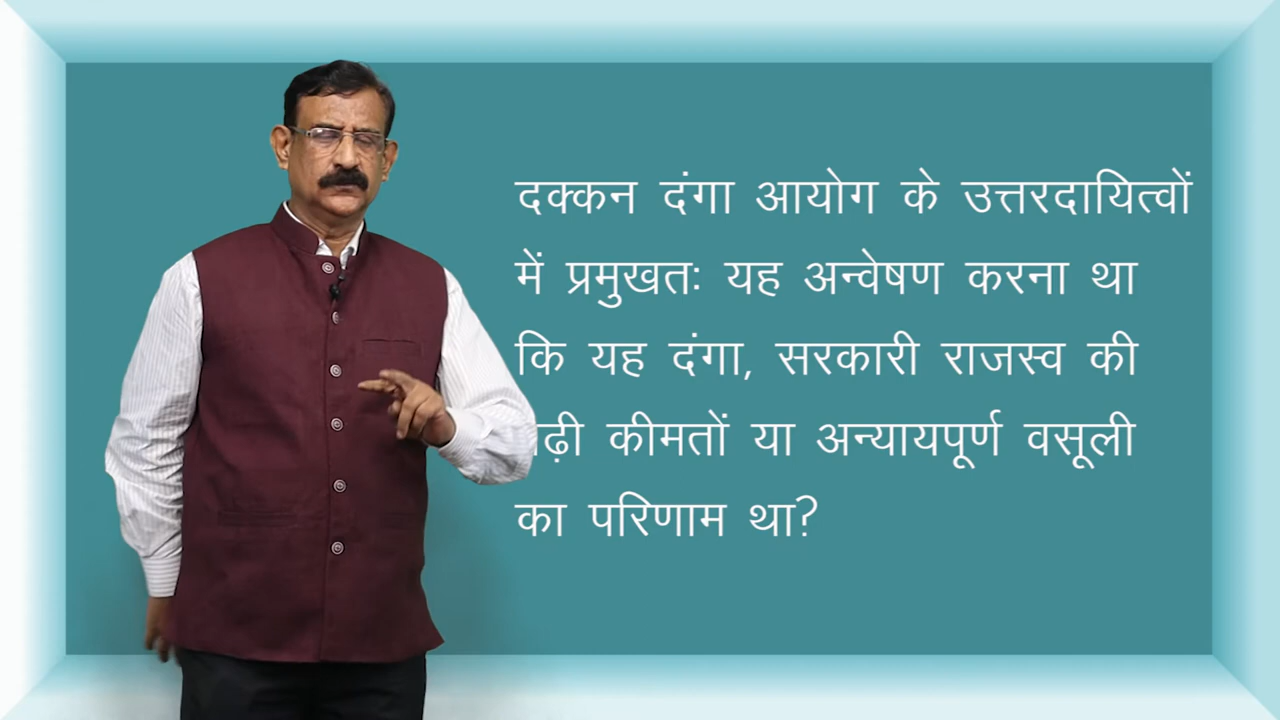 दक्कन दंगा आयोग के उत्तरदायित्वों
में प्रमुखतः यह अन्वेषण करना था
कि यह दंगा, सरकारी राजस्व की
कीमतों या अन्यायपूर्ण वसूली
का परिणाम था?